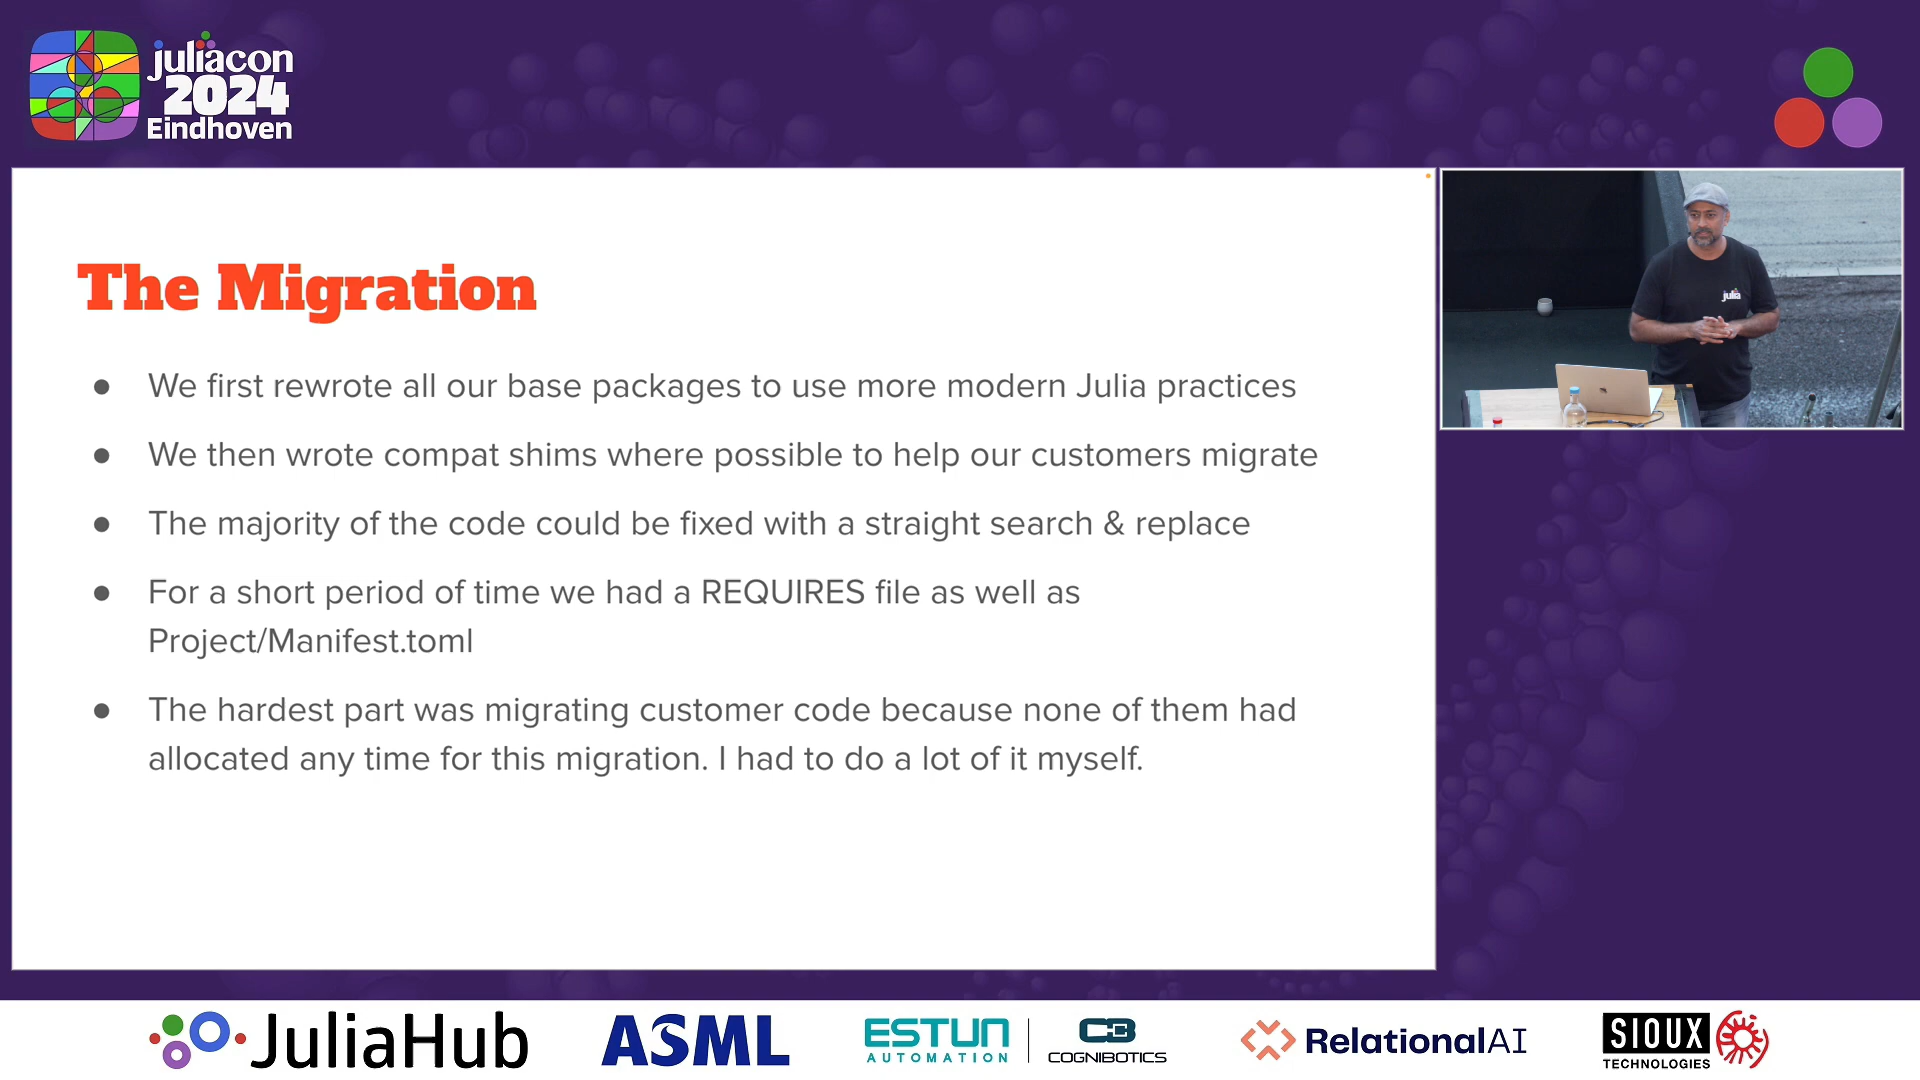 juliacon
2024
Eindhoven
The Migration
● We first rewrote all our base packages to use more modern Julia practices
● We then wrote compat shims where possible to help our customers migrate
● The majority of the code could be fixed with a straight search & replace
● For a short period of time we had a REQUIRES file as well as
Project/Manifest.toml
● The hardest part was migrating customer code because none of them had
allocated any time for this migration. I had to do a lot of it myself.
julia
JuliaHub
ASML
ESTUN
AUTOMATION
COGNIBOTICS
RelationalAI
SIOUX
TECHNOLOGIES